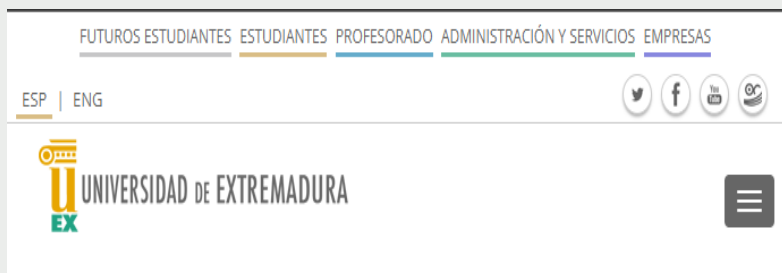 FUTUROS ESTUDIANTES ESTUDIANTES PROFESORADO ADMINISTRACIÓN Y SERVICIOS EMPRESAS
ESP | ENG
You Tube
UNIVERSIDAD DE EXTREMADURA
EX